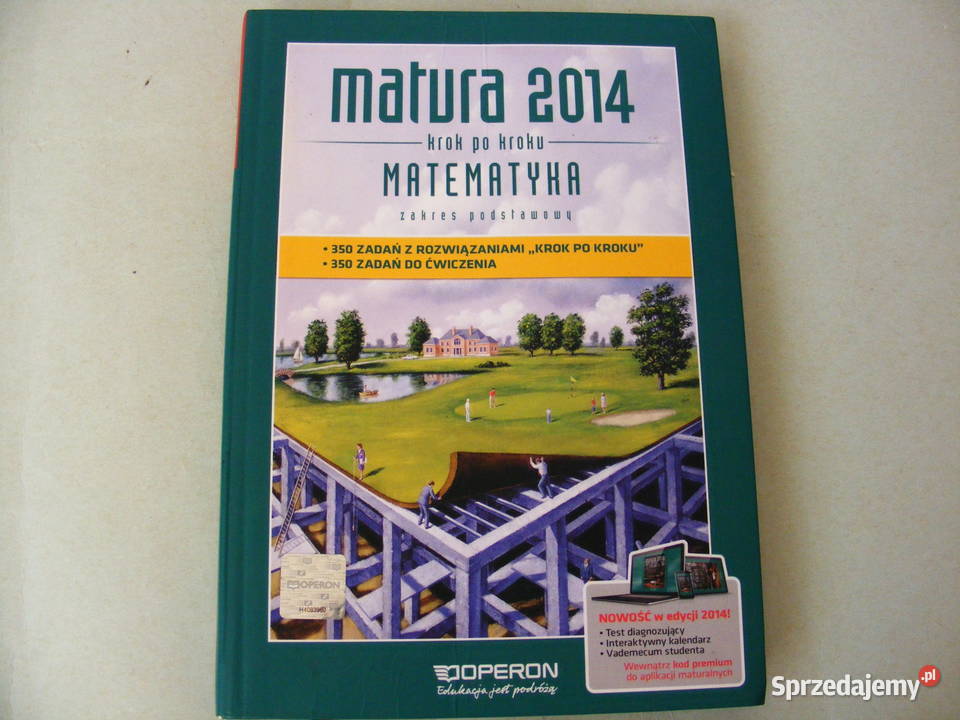 matura 2014
krok po kroku
MATEMATYKA
zakres podstawowy
• 350 ZADAŃ Z ROZWIĄZANIAMI „KROK PO KROKU”
• 350 ZADAŃ DO ĆWICZENIA
OPERON
NOWOŚĆ w edycji 2014!
• Test diagnozujący
• Interaktywny kalendarz
• Vademecum studenta
Wewnątrz kod premium
do aplikacji maturalnych
OPERON
Edukacja jest podróżą
Sprzedajemy.pl